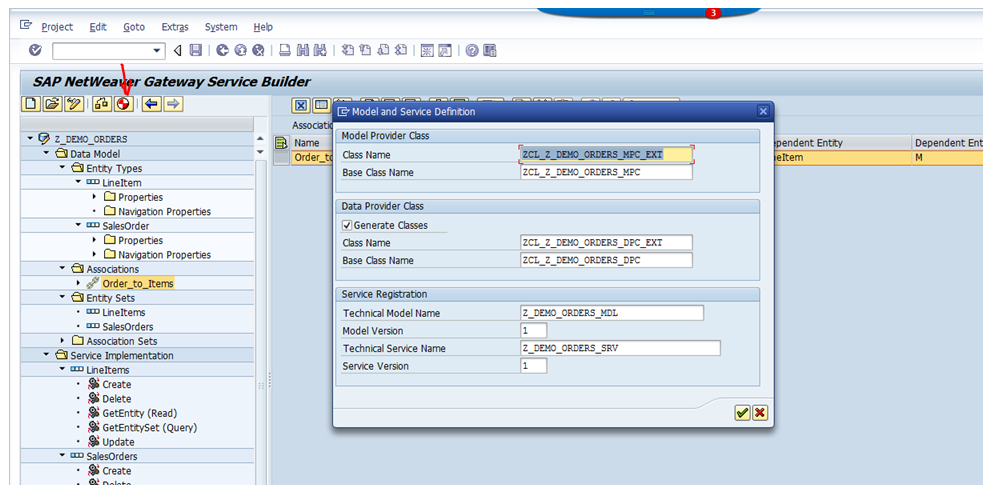 3
Project Edit Goto Extras System Help
SAP NetWeaver Gateway Service Builder
Z_DEMO_ORDERS
Data Model
Entity Types
LineItem
Properties
Navigation Properties
SalesOrder
Properties
Navigation Properties
Associations
Order_to_Items
Entity Sets
LineItems
SalesOrders
Association Sets
Service Implementation
LineItems
Create
Delete
GetEntity (Read)
GetEntitySet (Query)
Update
SalesOrders
Create
Delete
Associatio
Name
Order_to
Model and Service Definition
Model Provider Class
Class Name ZCL_Z_DEMO_ORDERS_MPC_EXT
Base Class Name ZCL_Z_DEMO_ORDERS_MPC
Data Provider Class
Generate Classes
Class Name ZCL_Z_DEMO_ORDERS_DPC_EXT
Base Class Name ZCL_Z_DEMO_ORDERS_DPC
Service Registration
Technical Model Name Z_DEMO_ORDERS_MDL
Model Version 1
Technical Service Name Z_DEMO_ORDERS_SRV
Service Version 1
ependent Entity Dependent Ent
neItem M